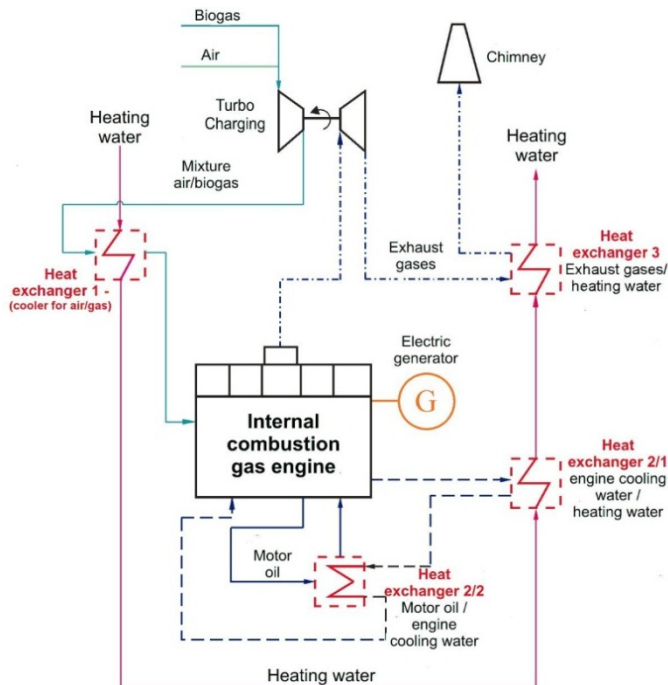 Biogas
Air
Turbo
Charging
Chimney
Heating
water
Mixture
air/biogas
Heating
water
Heat
exchanger 1 -
(cooler for air/gas)
Exhaust
gases
Heat
exchanger 3
Exhaust gases/
heating water
Electric
generator
G
Internal
combustion
gas engine
Heat
exchanger 2/1
engine cooling
water /
heating water
Motor
oil
Heat
exchanger 2/2
Motor oil /
engine
cooling water
Heating water